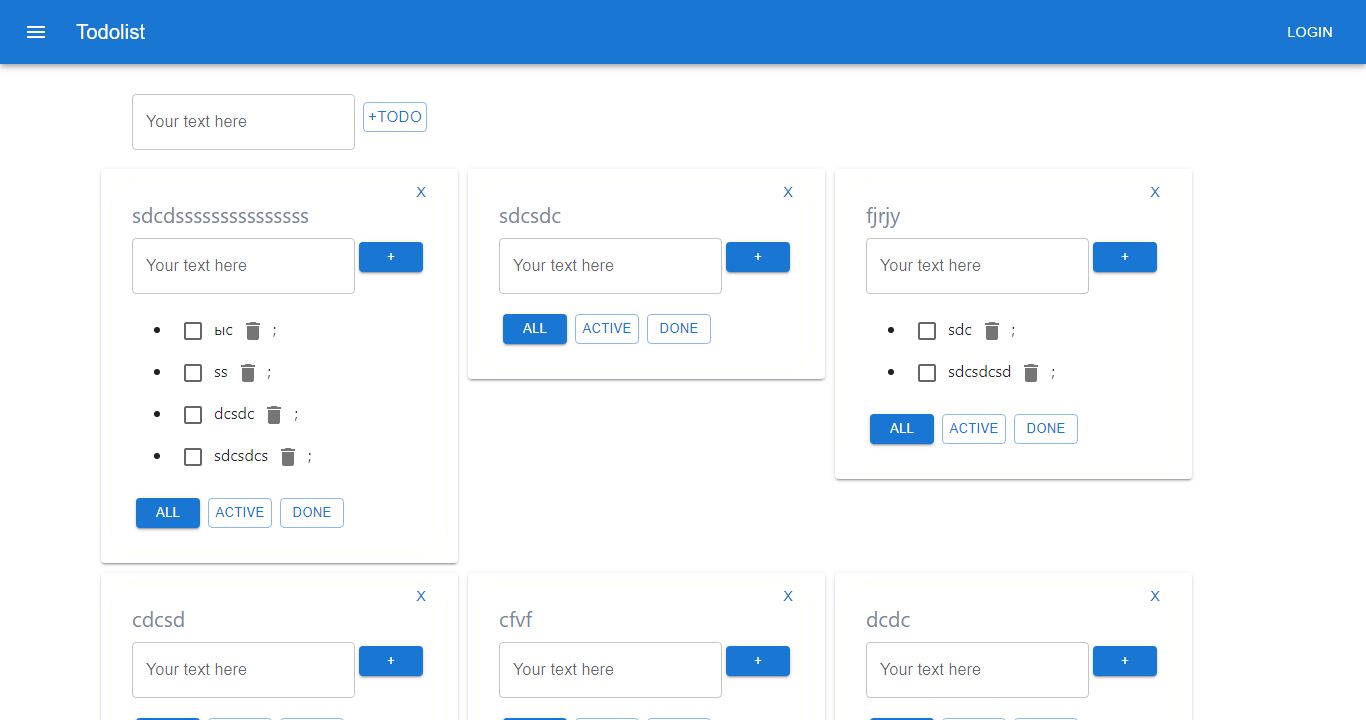 Todolist
LOGIN
Your text here
+TODO
X
sdcdsssssssssssssss
Your text here
+
ыс ;
ss ;
dcsdc ;
sdcsdcs ;
ALL ACTIVE DONE
X
sdcsdc
Your text here
+
ALL ACTIVE DONE
X
fjrjy
Your text here
+
sdc ;
sdcsdcsd ;
ALL ACTIVE DONE
X
cdcsd
Your text here
+
X
cfvf
Your text here
+
X
dcdc
Your text here
+